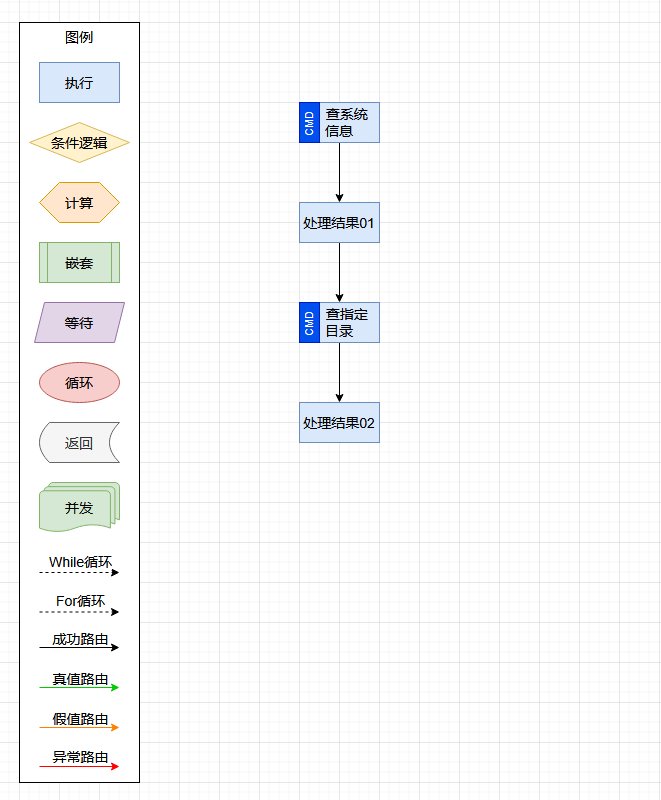 图例
执行
条件逻辑
计算
嵌套
等待
循环
返回
并发
While循环
For循环
成功路由
真值路由
假值路由
异常路由
CMD
查系统
信息
处理结果01
CMD
查指定
目录
处理结果02